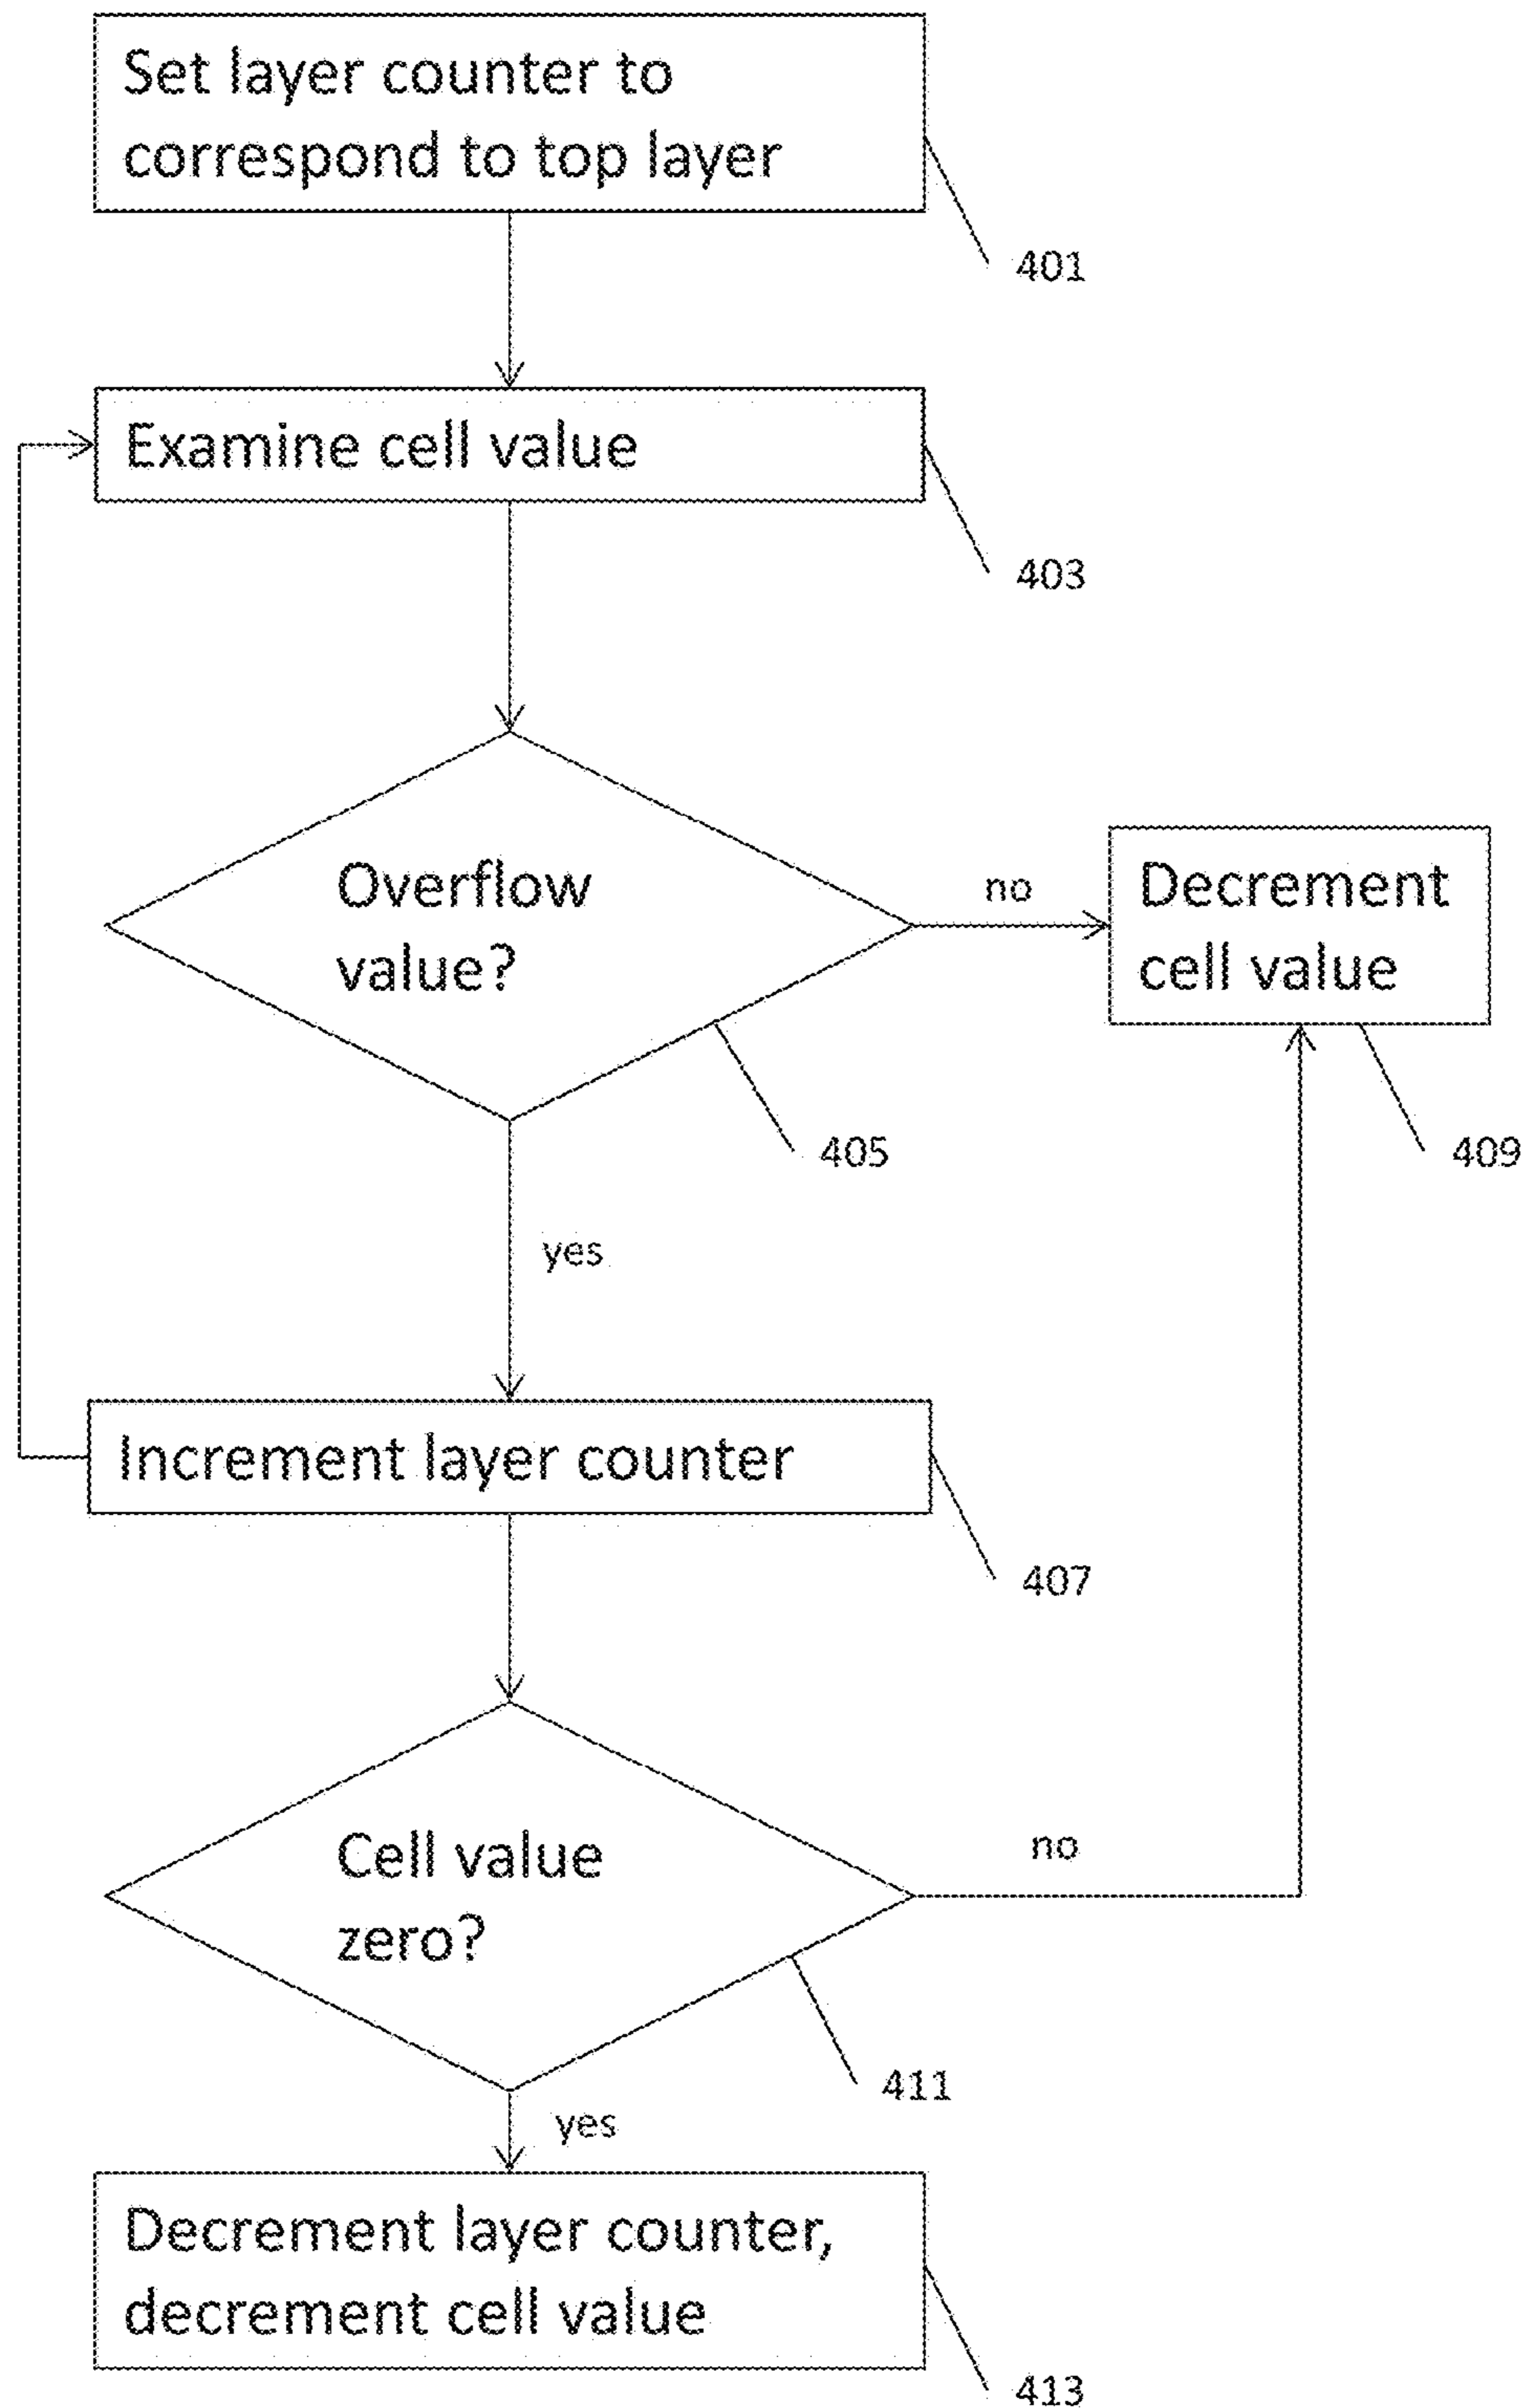 Set layer counter to
correspond to top layer
401
Examine cell value
403
Overflow
value?
no
Decrement
cell value
405
409
yes
Increment layer counter
407
Cell value
zero?
no
411
yes
Decrement layer counter,
decrement cell value
413